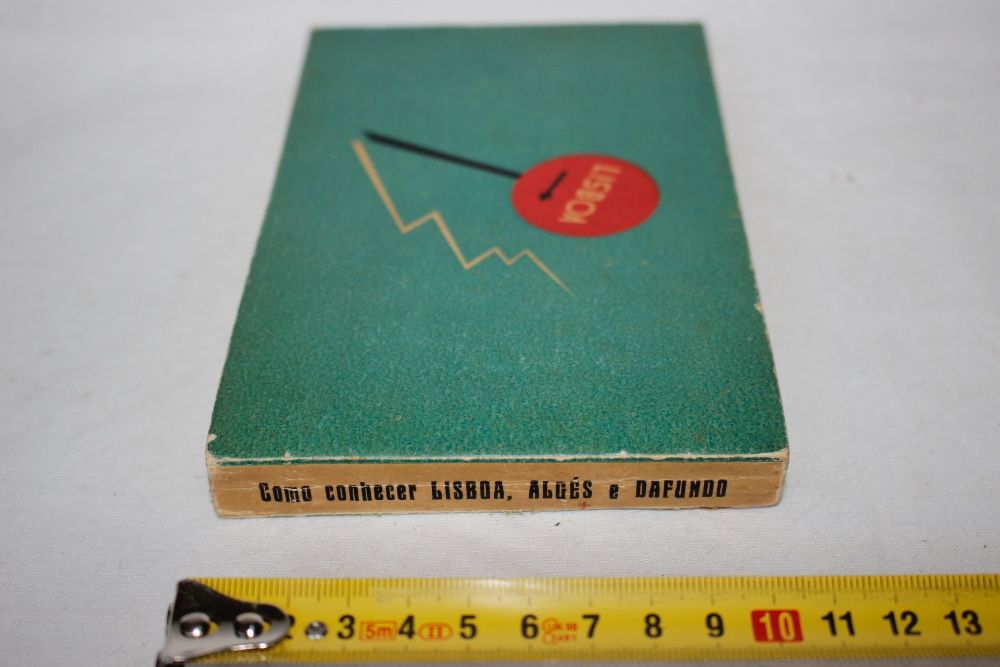 LISBOA
Como conhecer LISBOA, ALGÉS e DAFUNDO
2 3 5m 4 II 5 6 7 8 9 10 11 12 13